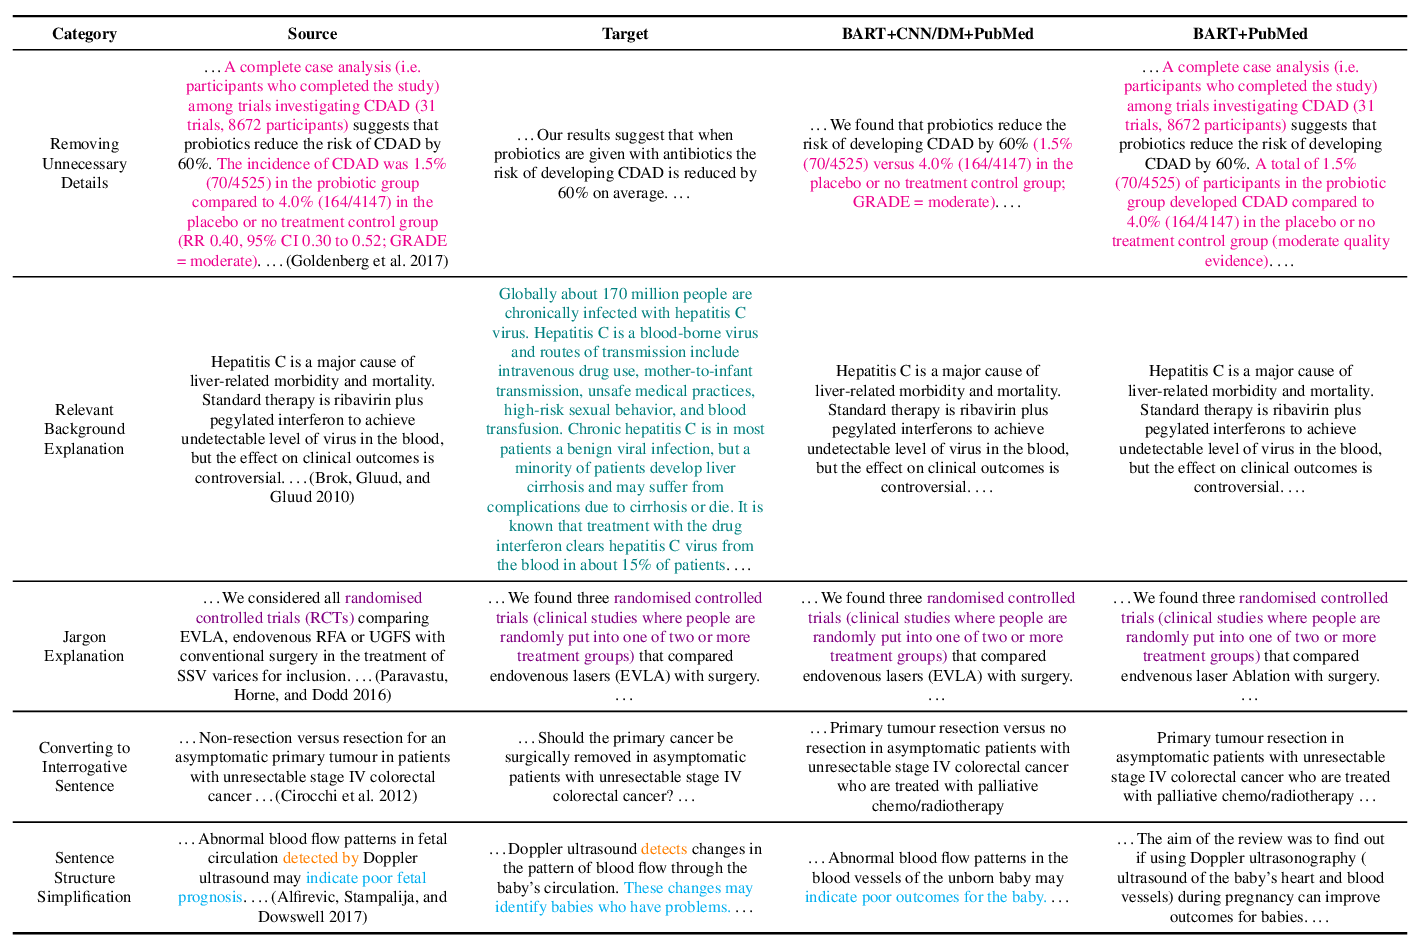 Category
Source
Target
BART+CNN/DM+PubMed
BART+PubMed
Removing
Unnecessary
Details
... A complete case analysis (i.e.
participants who completed the study)
among trials investigating CDAD (31
trials, 8672 participants) suggests that
probiotics reduce the risk of CDAD by
60%. The incidence of CDAD was 1.5%
(70/4525) in the probiotic group
compared to 4.0% (164/4147) in the
placebo or no treatment control group
(RR 0.40, 95% CI 0.30 to 0.52; GRADE
= moderate). ... (Goldenberg et al. 2017)
... Our results suggest that when
probiotics are given with antibiotics the
risk of developing CDAD is reduced by
60% on average. ...
... We found that probiotics reduce the
risk of developing CDAD by 60% (1.5%
(70/4525) versus 4.0% (164/4147) in the
placebo or no treatment control group;
GRADE = moderate). ...
... A complete case analysis (i.e.
participants who completed the study)
among trials investigating CDAD (31
trials, 8672 participants) suggests that
probiotics reduce the risk of developing
CDAD by 60%. A total of 1.5%
(70/4525) of participants in the probiotic
group developed CDAD compared to
4.0% (164/4147) in the placebo or no
treatment control group (moderate quality
evidence). ...
Relevant
Background
Explanation
Hepatitis C is a major cause of
liver-related morbidity and mortality.
Standard therapy is ribavirin plus
pegylated interferon to achieve
undetectable level of virus in the blood,
but the effect on clinical outcomes is
controversial. ... (Brok, Gluud, and
Gluud 2010)
Globally about 170 million people are
chronically infected with hepatitis C
virus. Hepatitis C is a blood-borne virus
and routes of transmission include
intravenous drug use, mother-to-infant
transmission, unsafe medical practices,
high-risk sexual behavior, and blood
transfusion. Chronic hepatitis C is in most
patients a benign viral infection, but a
minority of patients develop liver
cirrhosis and may suffer from
complications due to cirrhosis or die. It is
known that treatment with the drug
interferon clears hepatitis C virus from
the blood in about 15% of patients. ...
Hepatitis C is a major cause of
liver-related morbidity and mortality.
Standard therapy is ribavirin plus
pegylated interferons to achieve
undetectable level of virus in the blood,
but the effect on clinical outcomes is
controversial. ...
Hepatitis C is a major cause of
liver-related morbidity and mortality.
Standard therapy is ribavirin plus
pegylated interferons to achieve
undetectable level of virus in the blood,
but the effect on clinical outcomes is
controversial. ...
Jargon
Explanation
... We considered all randomised
controlled trials (RCTs) comparing
EVLA, endovenous RFA or UGFS with
conventional surgery in the treatment of
SSV varices for inclusion. ... (Paravastu,
Horne, and Dodd 2016)
... We found three randomised controlled
trials (clinical studies where people are
randomly put into one of two or more
treatment groups) that compared
endovenous lasers (EVLA) with surgery.
...
... We found three randomised controlled
trials (clinical studies where people are
randomly put into one of two or more
treatment groups) that compared
endovenous lasers (EVLA) with surgery.
...
... We found three randomised controlled
trials (clinical studies where people are
randomly put into one of two or more
treatment groups) that compared
endvenous laser Ablation with surgery.
...
Converting to
Interrogative
Sentence
... Non-resection versus resection for an
asymptomatic primary tumour in patients
with unresectable stage IV colorectal
cancer ... (Cirocchi et al. 2012)
... Should the primary cancer be
surgically removed in asymptomatic
patients with unresectable stage IV
colorectal cancer? ...
... Primary tumour resection versus no
resection in asymptomatic patients with
unresectable stage IV colorectal cancer
who are treated with palliative
chemo/radiotherapy
Primary tumour resection in
asymptomatic patients with unresectable
stage IV colorectal cancer who are treated
with palliative chemo/radiotherapy ...
Sentence
Structure
Simplification
... Abnormal blood flow patterns in fetal
circulation detected by Doppler
ultrasound may indicate poor fetal
prognosis. ... (Alfirevic, Stampalija, and
Dowswell 2017)
... Doppler ultrasound detects changes in
the pattern of blood flow through the
baby's circulation. These changes may
identify babies who have problems. ...
... Abnormal blood flow patterns in the
blood vessels of the unborn baby may
indicate poor outcomes for the baby. ...
... The aim of the review was to find out
if using Doppler ultrasonography (
ultrasound of the baby's heart and blood
vessels) during pregnancy can improve
outcomes for babies. ...